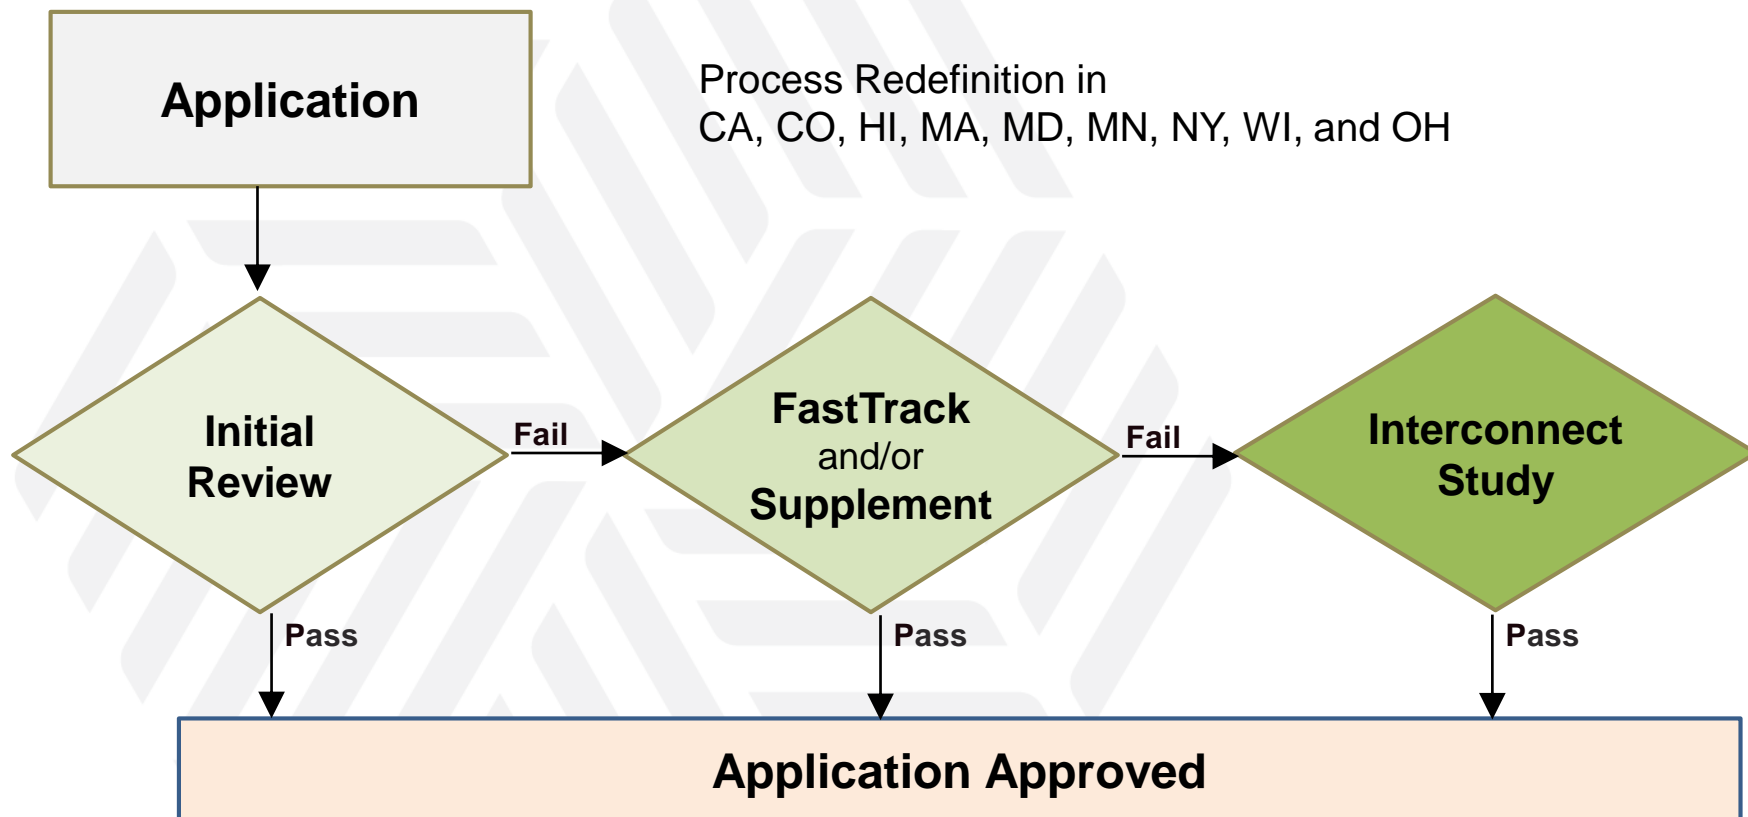 Application
Process Redefinition in
CA, CO, HI, MA, MD, MN, NY, WI, and OH
Initial
Review
Fail
FastTrack
and/or
Supplement
Fail
Interconnect
Study
Pass
Pass
Pass
Application Approved